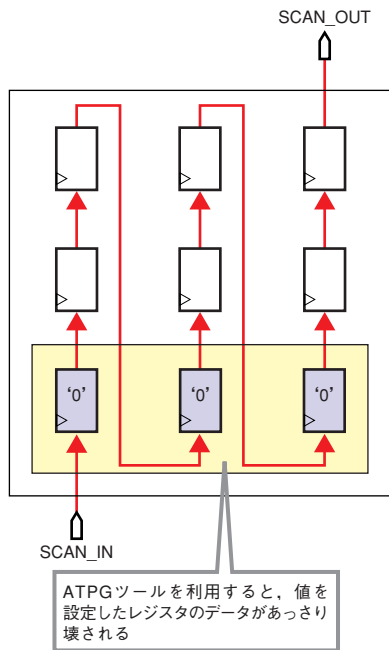 SCAN_OUT
‘0’ ‘0’ ‘0’
SCAN_IN
ATPGツールを利用すると，値を
設定したレジスタのデータがあっさり
壊される